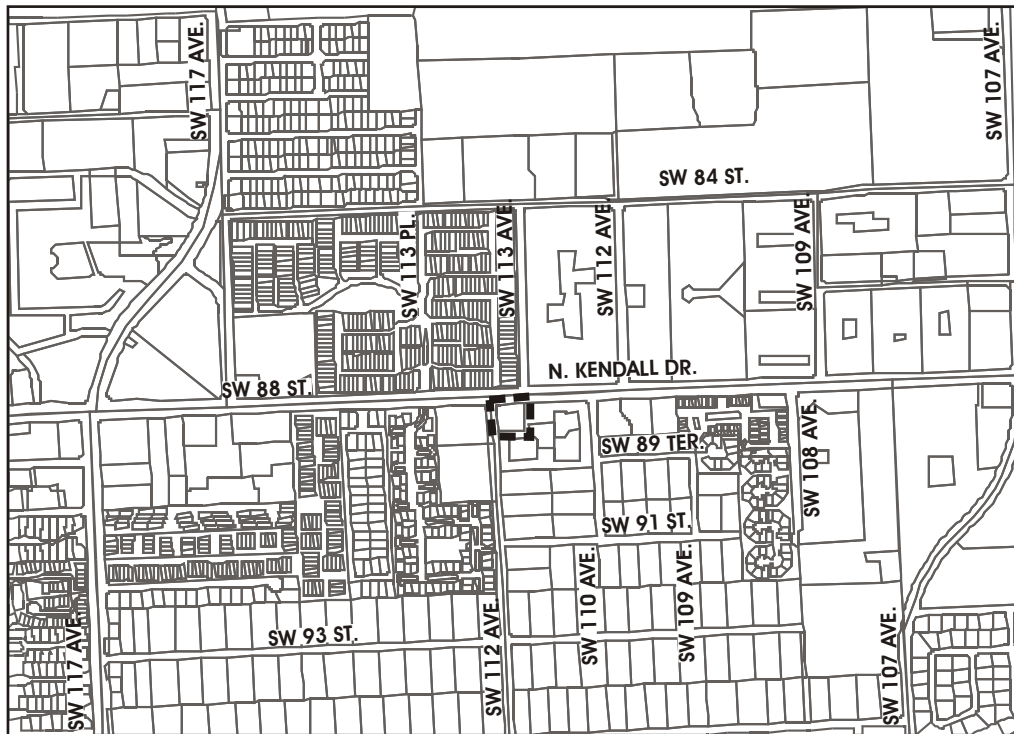 SW 117 AVE.
SW 107 AVE.
SW 84 ST.
SW 113 PL.
SW 113 AVE.
SW 112 AVE.
SW 109 AVE.
N. KENDALL DR.
SW 88 ST.
SW 89 TER.
SW 108 AVE.
SW 91 ST.
SW 110 AVE.
SW 109 AVE.
SW 93 ST.
SW 117 AVE.
SW 112 AVE.
SW 107 AVE.